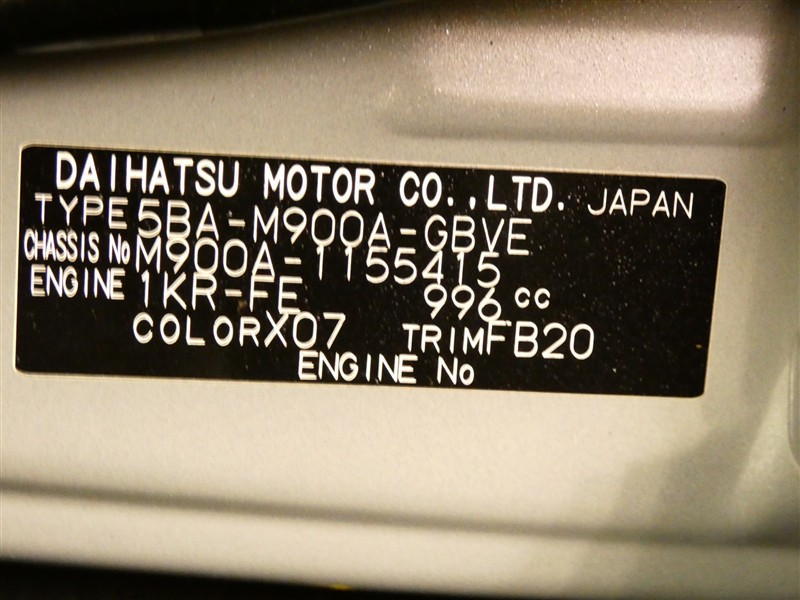 DAIHATSU MOTOR CO.,LTD. JAPAN
TYPE 5BA-M900A-GBVE
CHASSIS No M900A-1155415
ENGINE 1KR-FE 996 cc
COLOR X07 TRIM FB20
ENGINE No